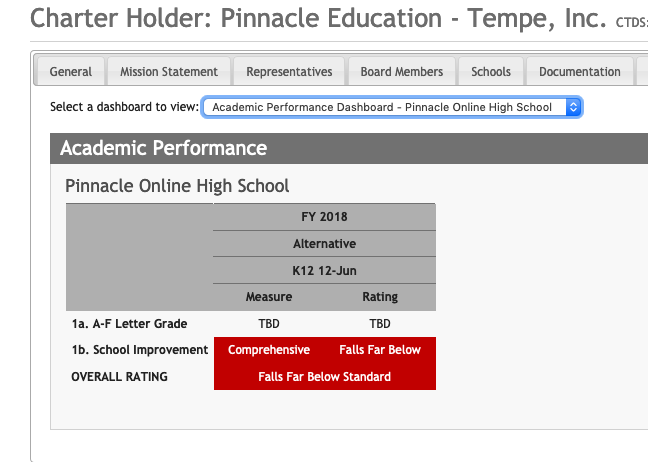 Charter Holder: Pinnacle Education - Tempe, Inc. CTDS:
General Mission Statement Representatives Board Members Schools Documentation
Select a dashboard to view: Academic Performance Dashboard - Pinnacle Online High School
Academic Performance
Pinnacle Online High School
FY 2018
Alternative
K12 12-Jun
Measure Rating
1a. A-F Letter Grade TBD TBD
1b. School Improvement Comprehensive Falls Far Below
OVERALL RATING Falls Far Below Standard